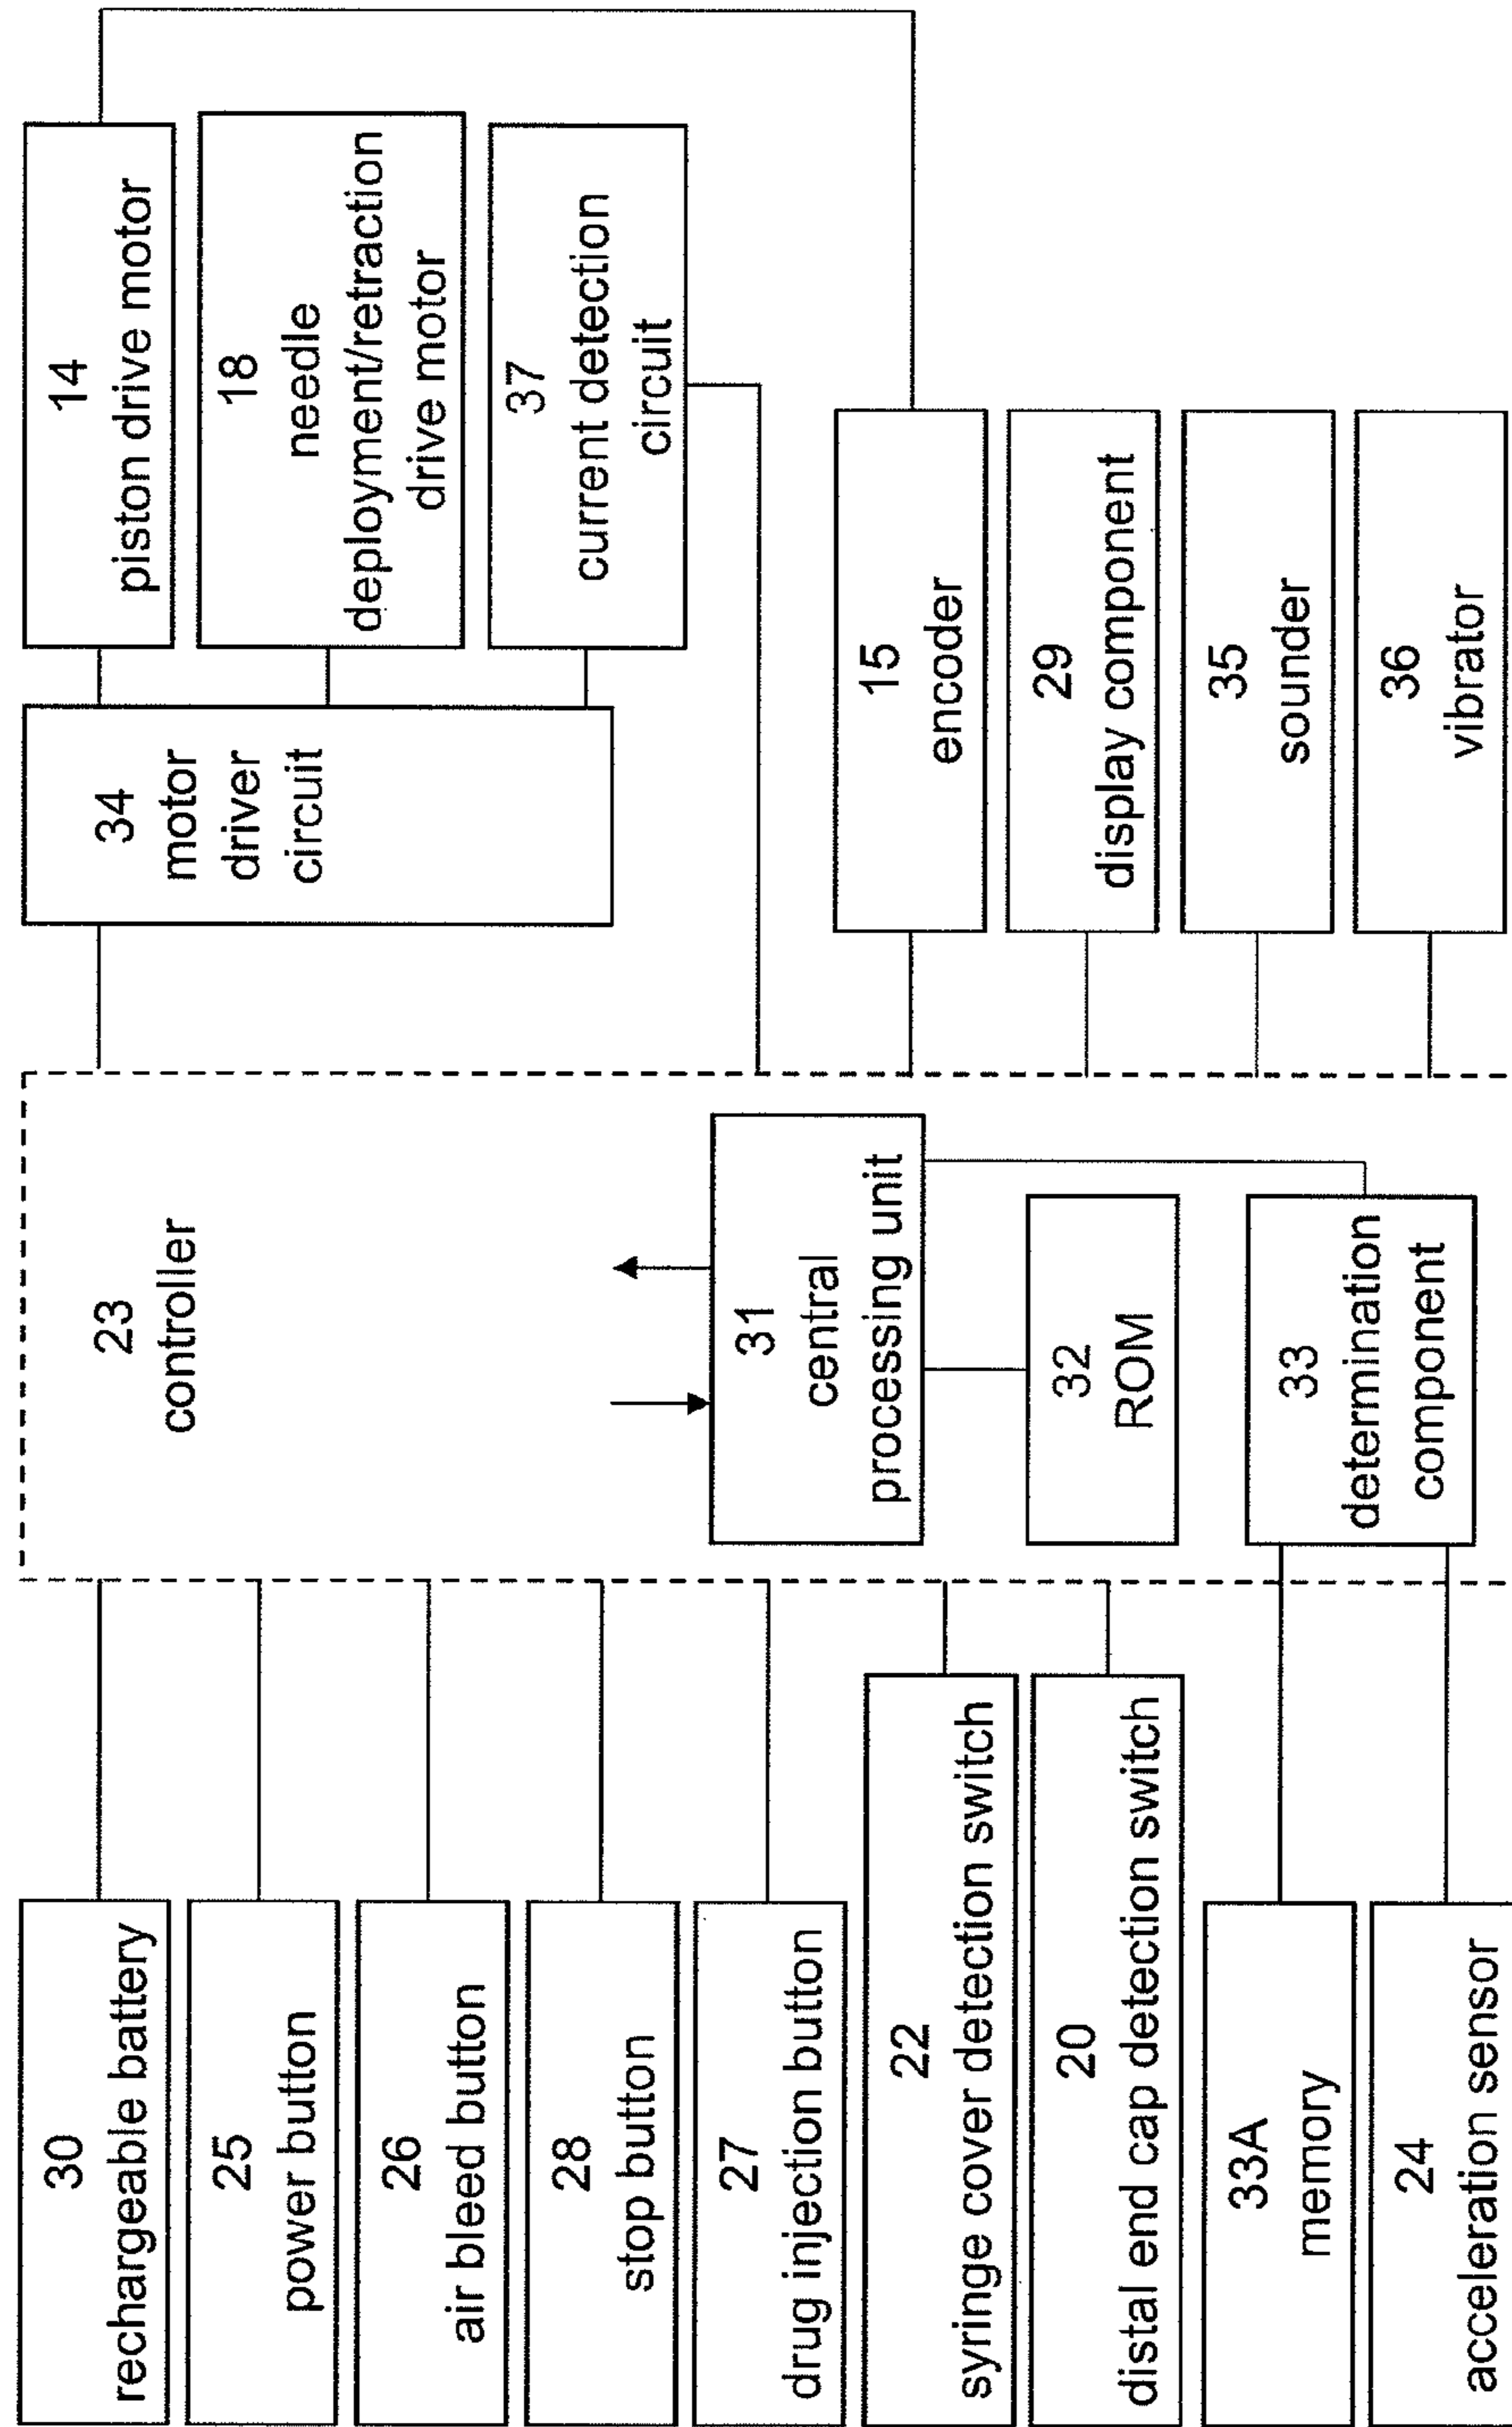 30
rechargeable battery
25
power button
26
air bleed button
28
stop button
27
drug injection button
22
syringe cover detection switch
20
distal end cap detection switch
33A
memory
24
acceleration sensor
23
controller
31
central
processing unit
32
ROM
33
determination
component
34
motor
driver
circuit
14
piston drive motor
18
needle
deployment/retraction
drive motor
37
current detection
circuit
15
encoder
29
display component
35
sounder
36
vibrator